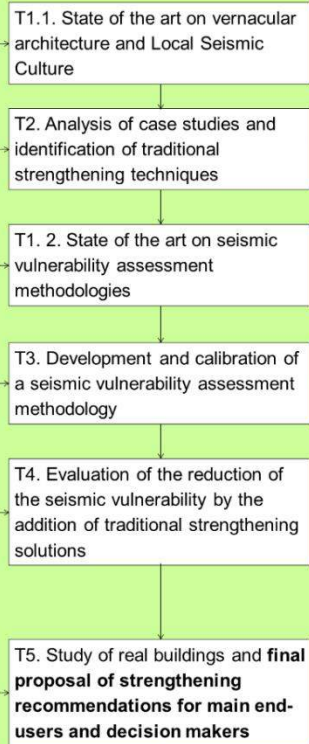 T1.1. State of the art on vernacular
architecture and Local Seismic
Culture
T2. Analysis of case studies and
identification of traditional
strengthening techniques
T1. 2. State of the art on seismic
vulnerability assessment
methodologies
T3. Development and calibration of
a seismic vulnerability assessment
methodology
T4. Evaluation of the reduction of
the seismic vulnerability by the
addition of traditional strengthening
solutions
T5. Study of real buildings and final
proposal of strengthening
recommendations for main end-
users and decision makers